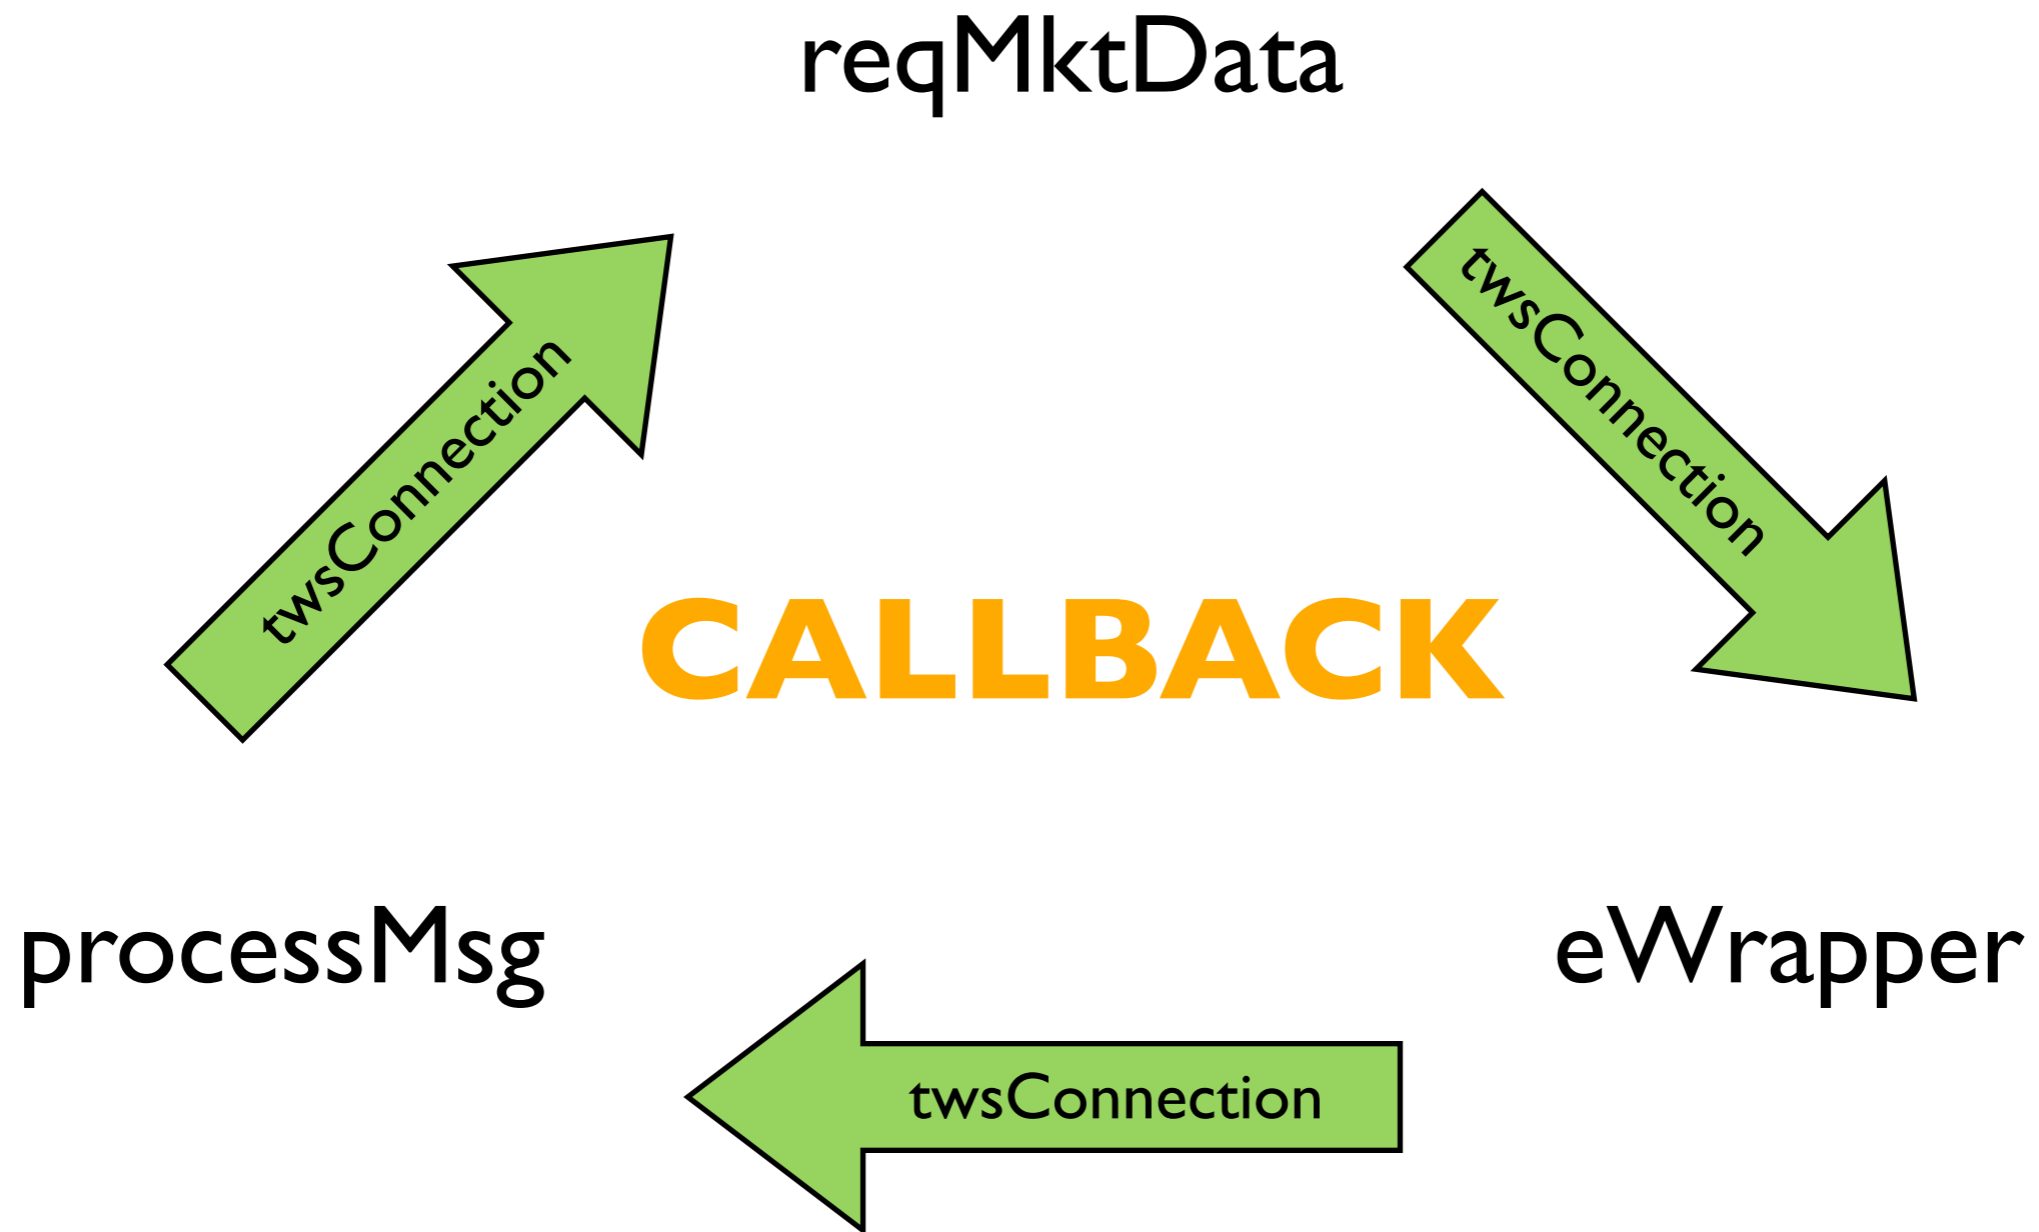 reqMktData
twsConnection
twsConnection
CALLBACK
processMsg
eWrapper
twsConnection